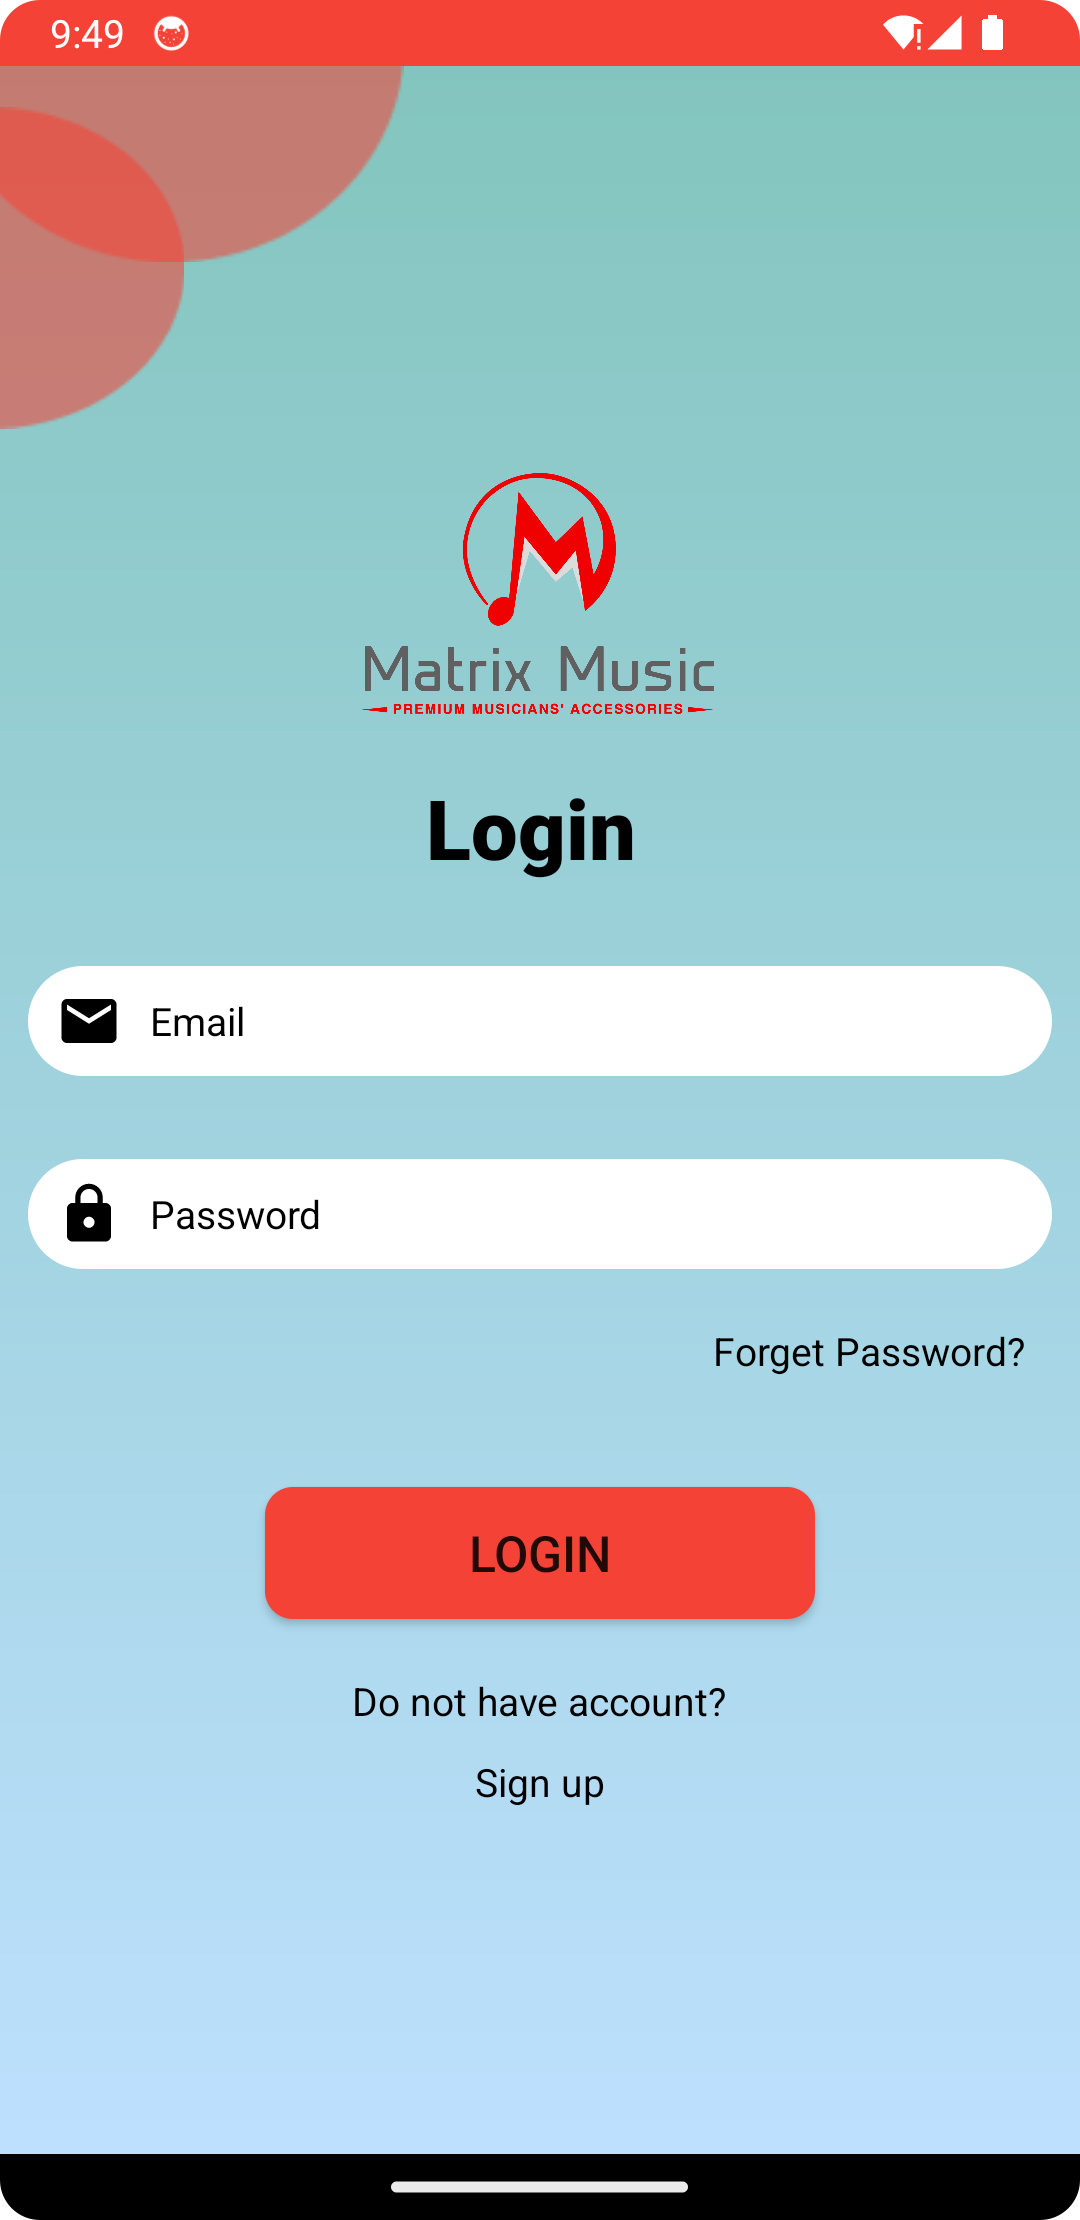 9:49
Matrix Music
PREMIUM MUSICIANS' ACCESSORIES
Login
Email
Password
Forget Password?
LOGIN
Do not have account?
Sign up